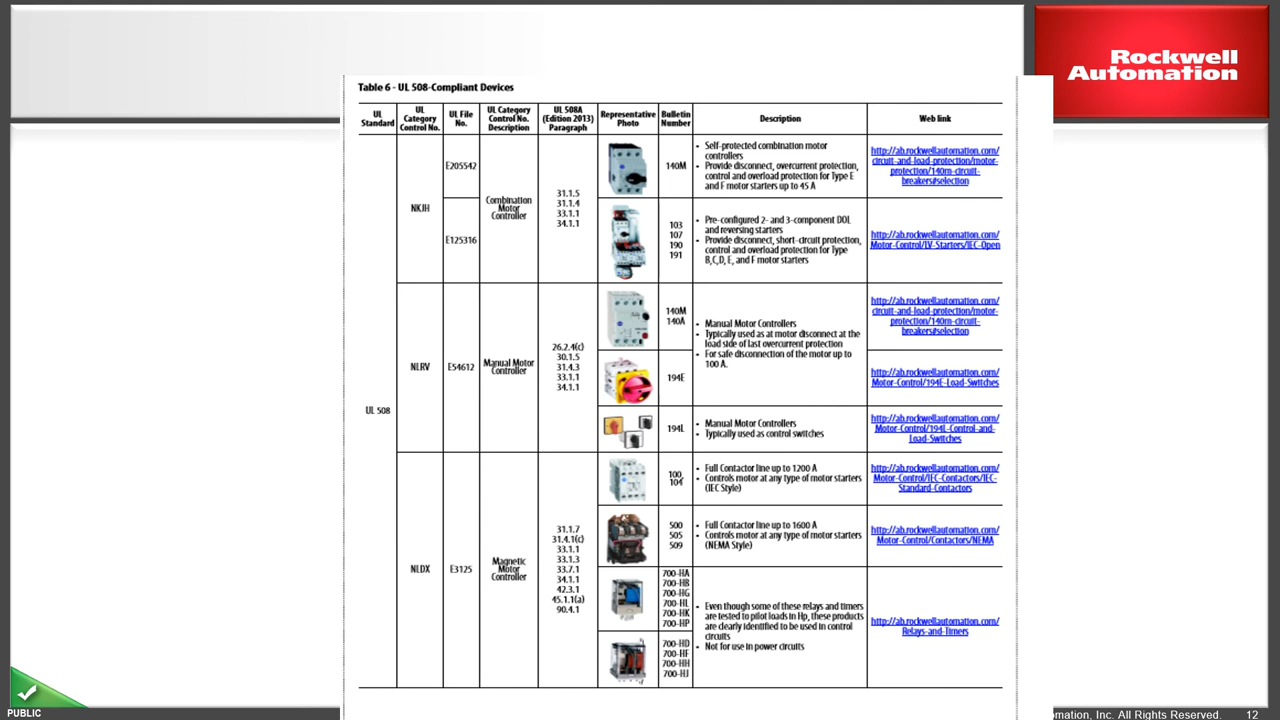 Rockwell
Automation
Table 6 - UL 508-Compliant Devices
UL
Standard
UL
Category
Control No.
UL File
No.
UL Category
Control No.
Description
UL 508A
(Edition 2013)
Paragraph
Representative
Photo
Bulletin
Number
Description
Web link
UL 508
NKJH
E205542
Combination
Motor
Controller
31.1.5
31.1.4
33.1.1
34.1.1
140M
• Self-protected combination motor
controllers
• Provide disconnect, overcurrent protection,
control and overload protection for Type E
and F motor starters up to 45 A
http://ab.rockwellautomation.com/
circuit-and-load-protection/motor-
protection/140m-circuit-
breakers#selection
E125316
103
107
190
191
• Pre-configured 2- and 3-component DOL
and reversing starters
• Provide disconnect, short-circuit protection,
control and overload protection for Type
B,C,D, E, and F motor starters
http://ab.rockwellautomation.com/
Motor-Control/LV-Starters/IEC-Open
NLRV
E54612
Manual Motor
Controller
26.2.4(c)
30.1.5
31.4.3
33.1.1
34.1.1
140M
140A
• Manual Motor Controllers
• Typically used as at motor disconnect at the
load side of last overcurrent protection
• For safe disconnection of the motor up to
100 A.
http://ab.rockwellautomation.com/
circuit-and-load-protection/motor-
protection/140m-circuit-
breakers#selection
194E
http://ab.rockwellautomation.com/
Motor-Control/194E-Load-Switches
194L
• Manual Motor Controllers
• Typically used as control switches
http://ab.rockwellautomation.com/
Motor-Control/194L-Control-and-
Load-Switches
NLDX
E3125
Magnetic
Motor
Controller
31.1.7
31.4.1(c)
33.1.1
33.1.3
33.7.1
34.1.1
42.3.1
45.1.1(a)
90.4.1
100,
104
• Full Contactor line up to 1200 A
• Controls motor at any type of motor starters
(IEC Style)
http://ab.rockwellautomation.com/
Motor-Control/IEC-Contactors/IEC-
Standard-Contactors
500
505
509
• Full Contactor line up to 1600 A
• Controls motor at any type of motor starters
(NEMA Style)
http://ab.rockwellautomation.com/
Motor-Control/Contactors/NEMA
700-HA
700-HB
700-HG
700-HL
700-HK
700-HP
• Even though some of these relays and timers
are tested to pilot loads in Hp, these products
are clearly identified to be used in control
circuits
• Not for use in power circuits
http://ab.rockwellautomation.com/
Relays-and-Timers
700-HD
700-HF
700-HH
700-HJ
PUBLIC
mation, Inc. All Rights Reserved.
12